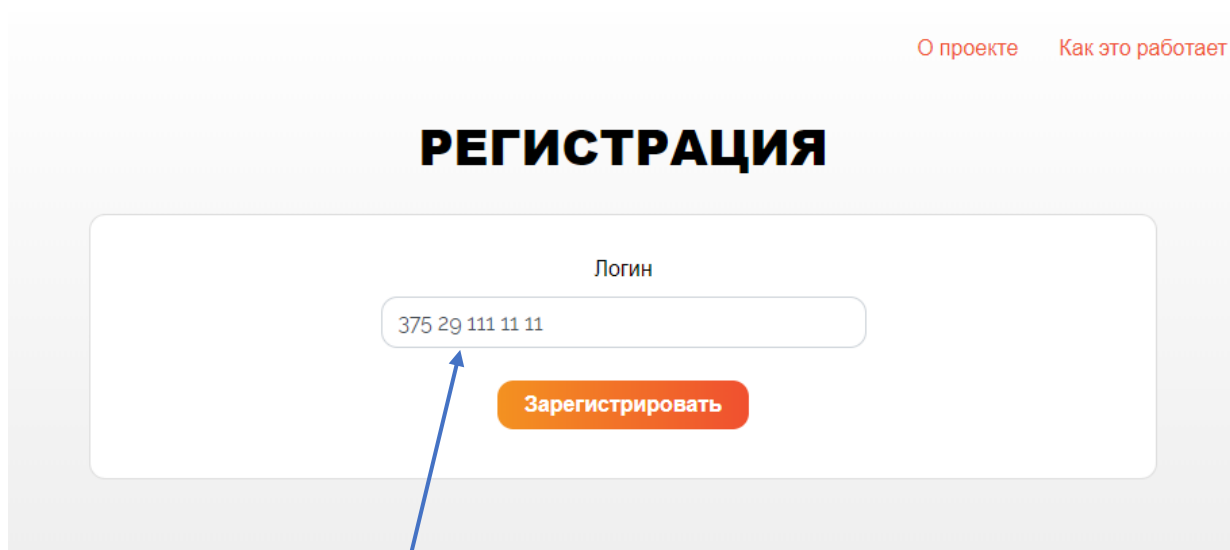 О проекте Как это работает
РЕГИСТРАЦИЯ
Логин
375 29 111 11 11
Зарегистрировать